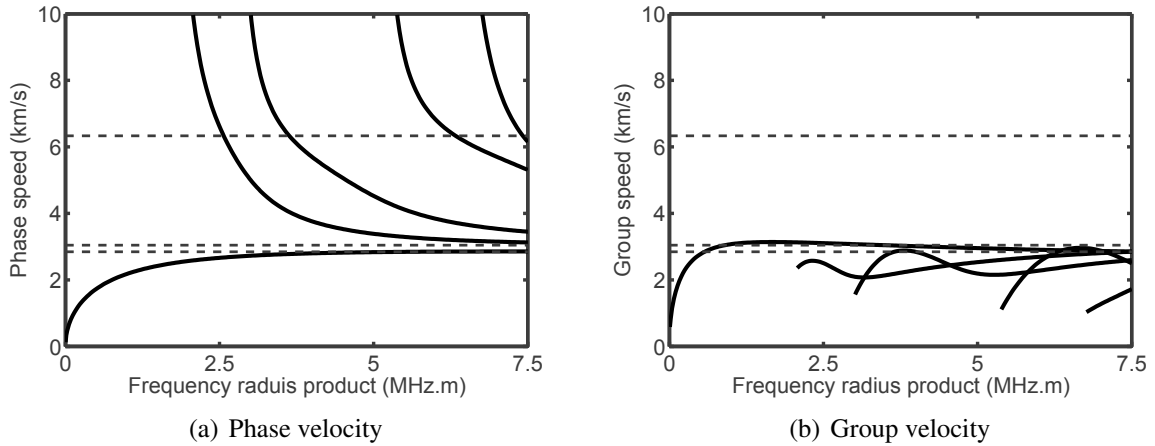 10
8
6
4
2
0
Phase speed (km/s)
0 2.5 5 7.5
Frequency raduis product (MHz.m)
(a) Phase velocity
10
8
6
4
2
0
Group speed (km/s)
0 2.5 5 7.5
Frequency radius product (MHz.m)
(b) Group velocity